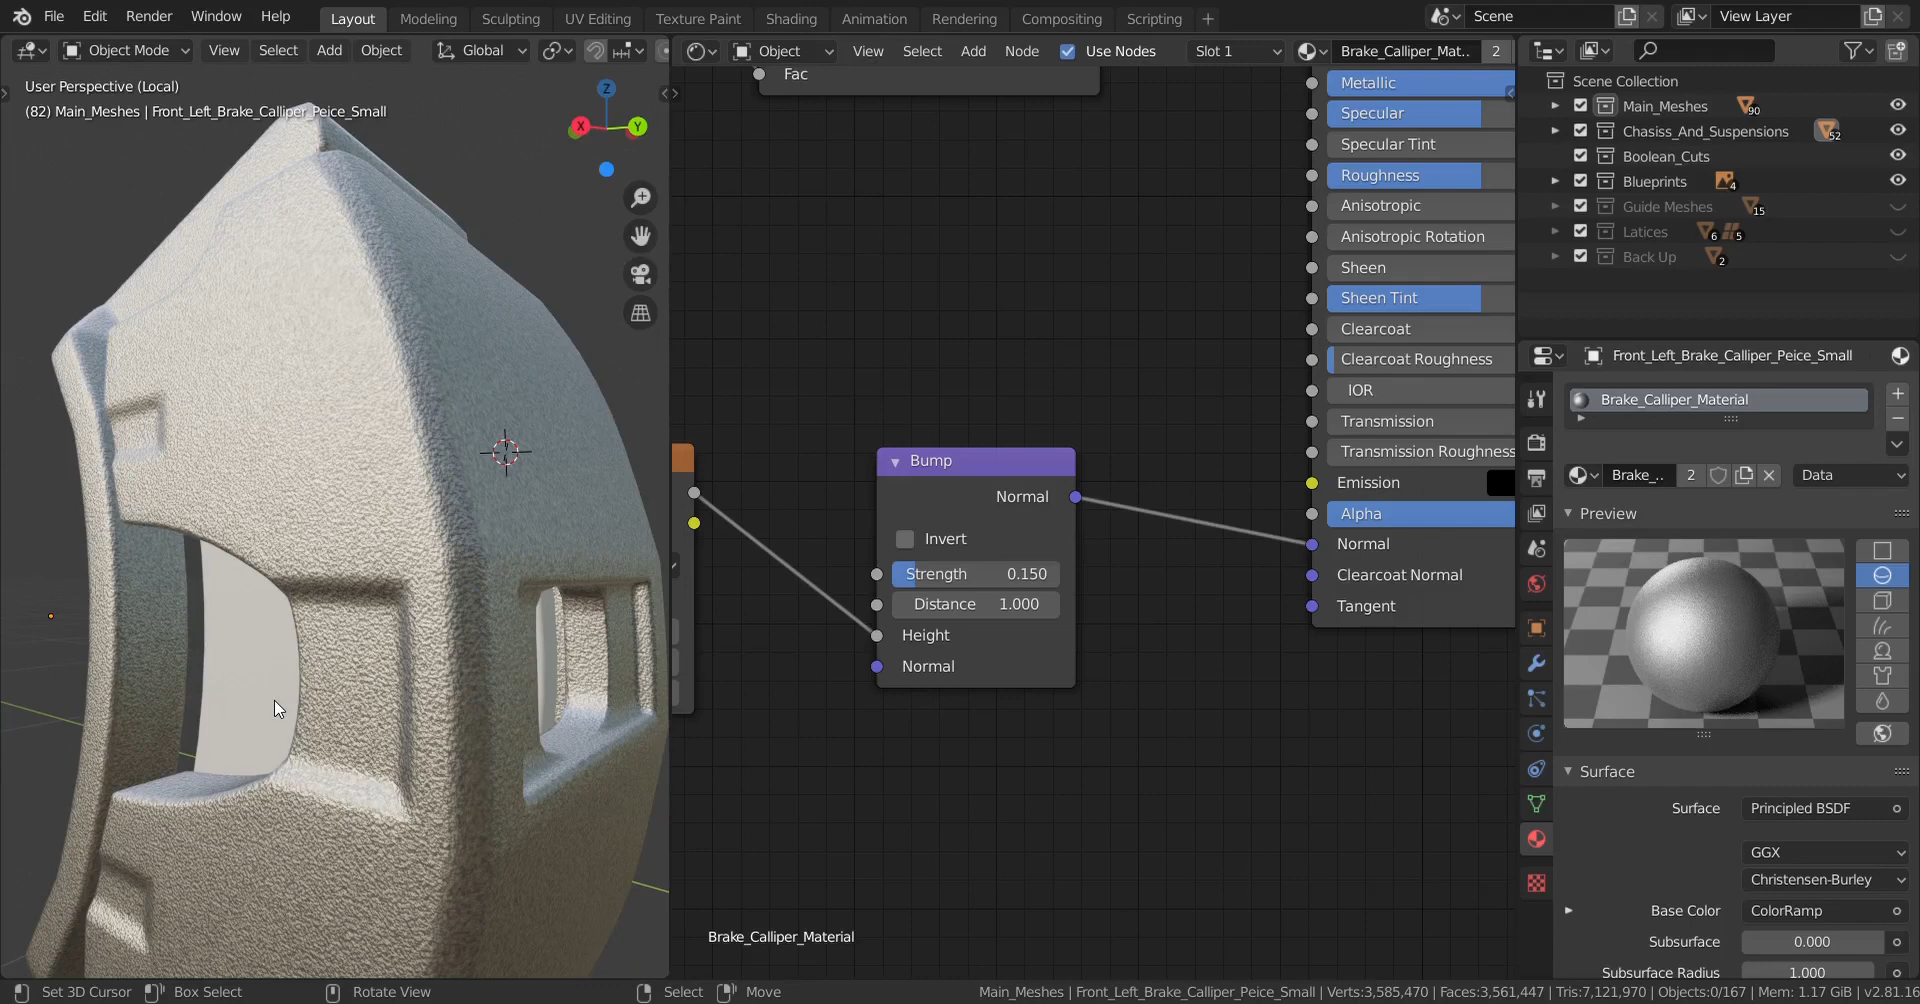 File Edit Render Window Help Layout Modeling Sculpting UV Editing Texture Paint Shading Animation Rendering Compositing Scripting + Scene View Layer
Object Mode View Select Add Object Global Object View Select Add Node Use Nodes Slot 1 Brake_Calliper_Mat.. 2
User Perspective (Local)
(82) Main_Meshes | Front_Left_Brake_Calliper_Peice_Small
Z
X
Y
Fac
Metallic
Specular
Specular Tint
Roughness
Anisotropic
Anisotropic Rotation
Sheen
Sheen Tint
Clearcoat
Clearcoat Roughness
IOR
Transmission
Transmission Roughness
Emission
Alpha
Normal
Clearcoat Normal
Tangent
Bump
Normal
Invert
Strength 0.150
Distance 1.000
Height
Normal
Brake_Calliper_Material
Scene Collection
Main_Meshes 90
Chasiss_And_Suspensions 52
Boolean_Cuts
Blueprints 4
Guide Meshes 15
Latices 6 5
Back Up 2
Front_Left_Brake_Calliper_Peice_Small
Brake_Calliper_Material
Brake_.. 2 Data
Preview
Surface
Surface Principled BSDF
GGX
Christensen-Burley
Base Color ColorRamp
Subsurface 0.000
Subsurface Radius 1.000
Set 3D Cursor Box Select Rotate View Select Move Main_Meshes | Front_Left_Brake_Calliper_Peice_Small | Verts:3,585,470 | Faces:3,561,447 | Tris:7,121,970 | Objects:0/167 | Mem: 1.17 GiB | v2.81.16